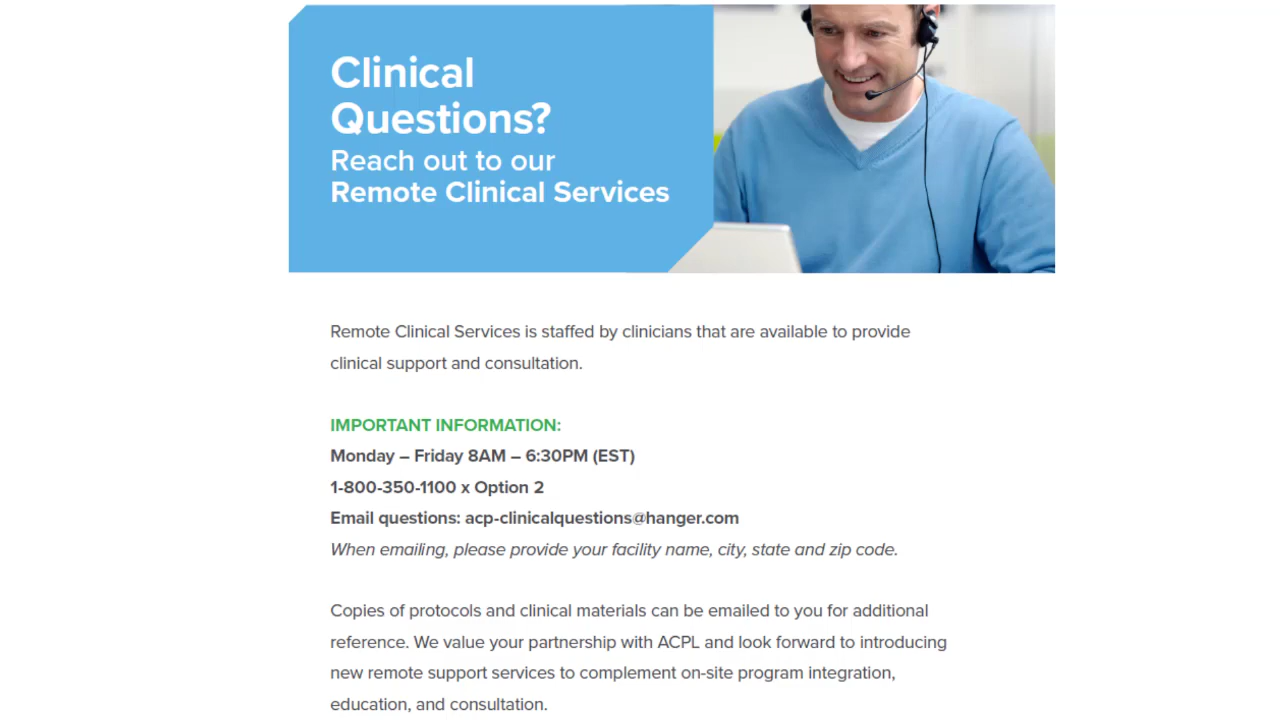 Clinical
Questions?
Reach out to our
Remote Clinical Services
Remote Clinical Services is staffed by clinicians that are available to provide
clinical support and consultation.
IMPORTANT INFORMATION:
Monday – Friday 8AM – 6:30PM (EST)
1-800-350-1100 x Option 2
Email questions: acp-clinicalquestions@hanger.com
When emailing, please provide your facility name, city, state and zip code.
Copies of protocols and clinical materials can be emailed to you for additional
reference. We value your partnership with ACPL and look forward to introducing
new remote support services to complement on-site program integration,
education, and consultation.